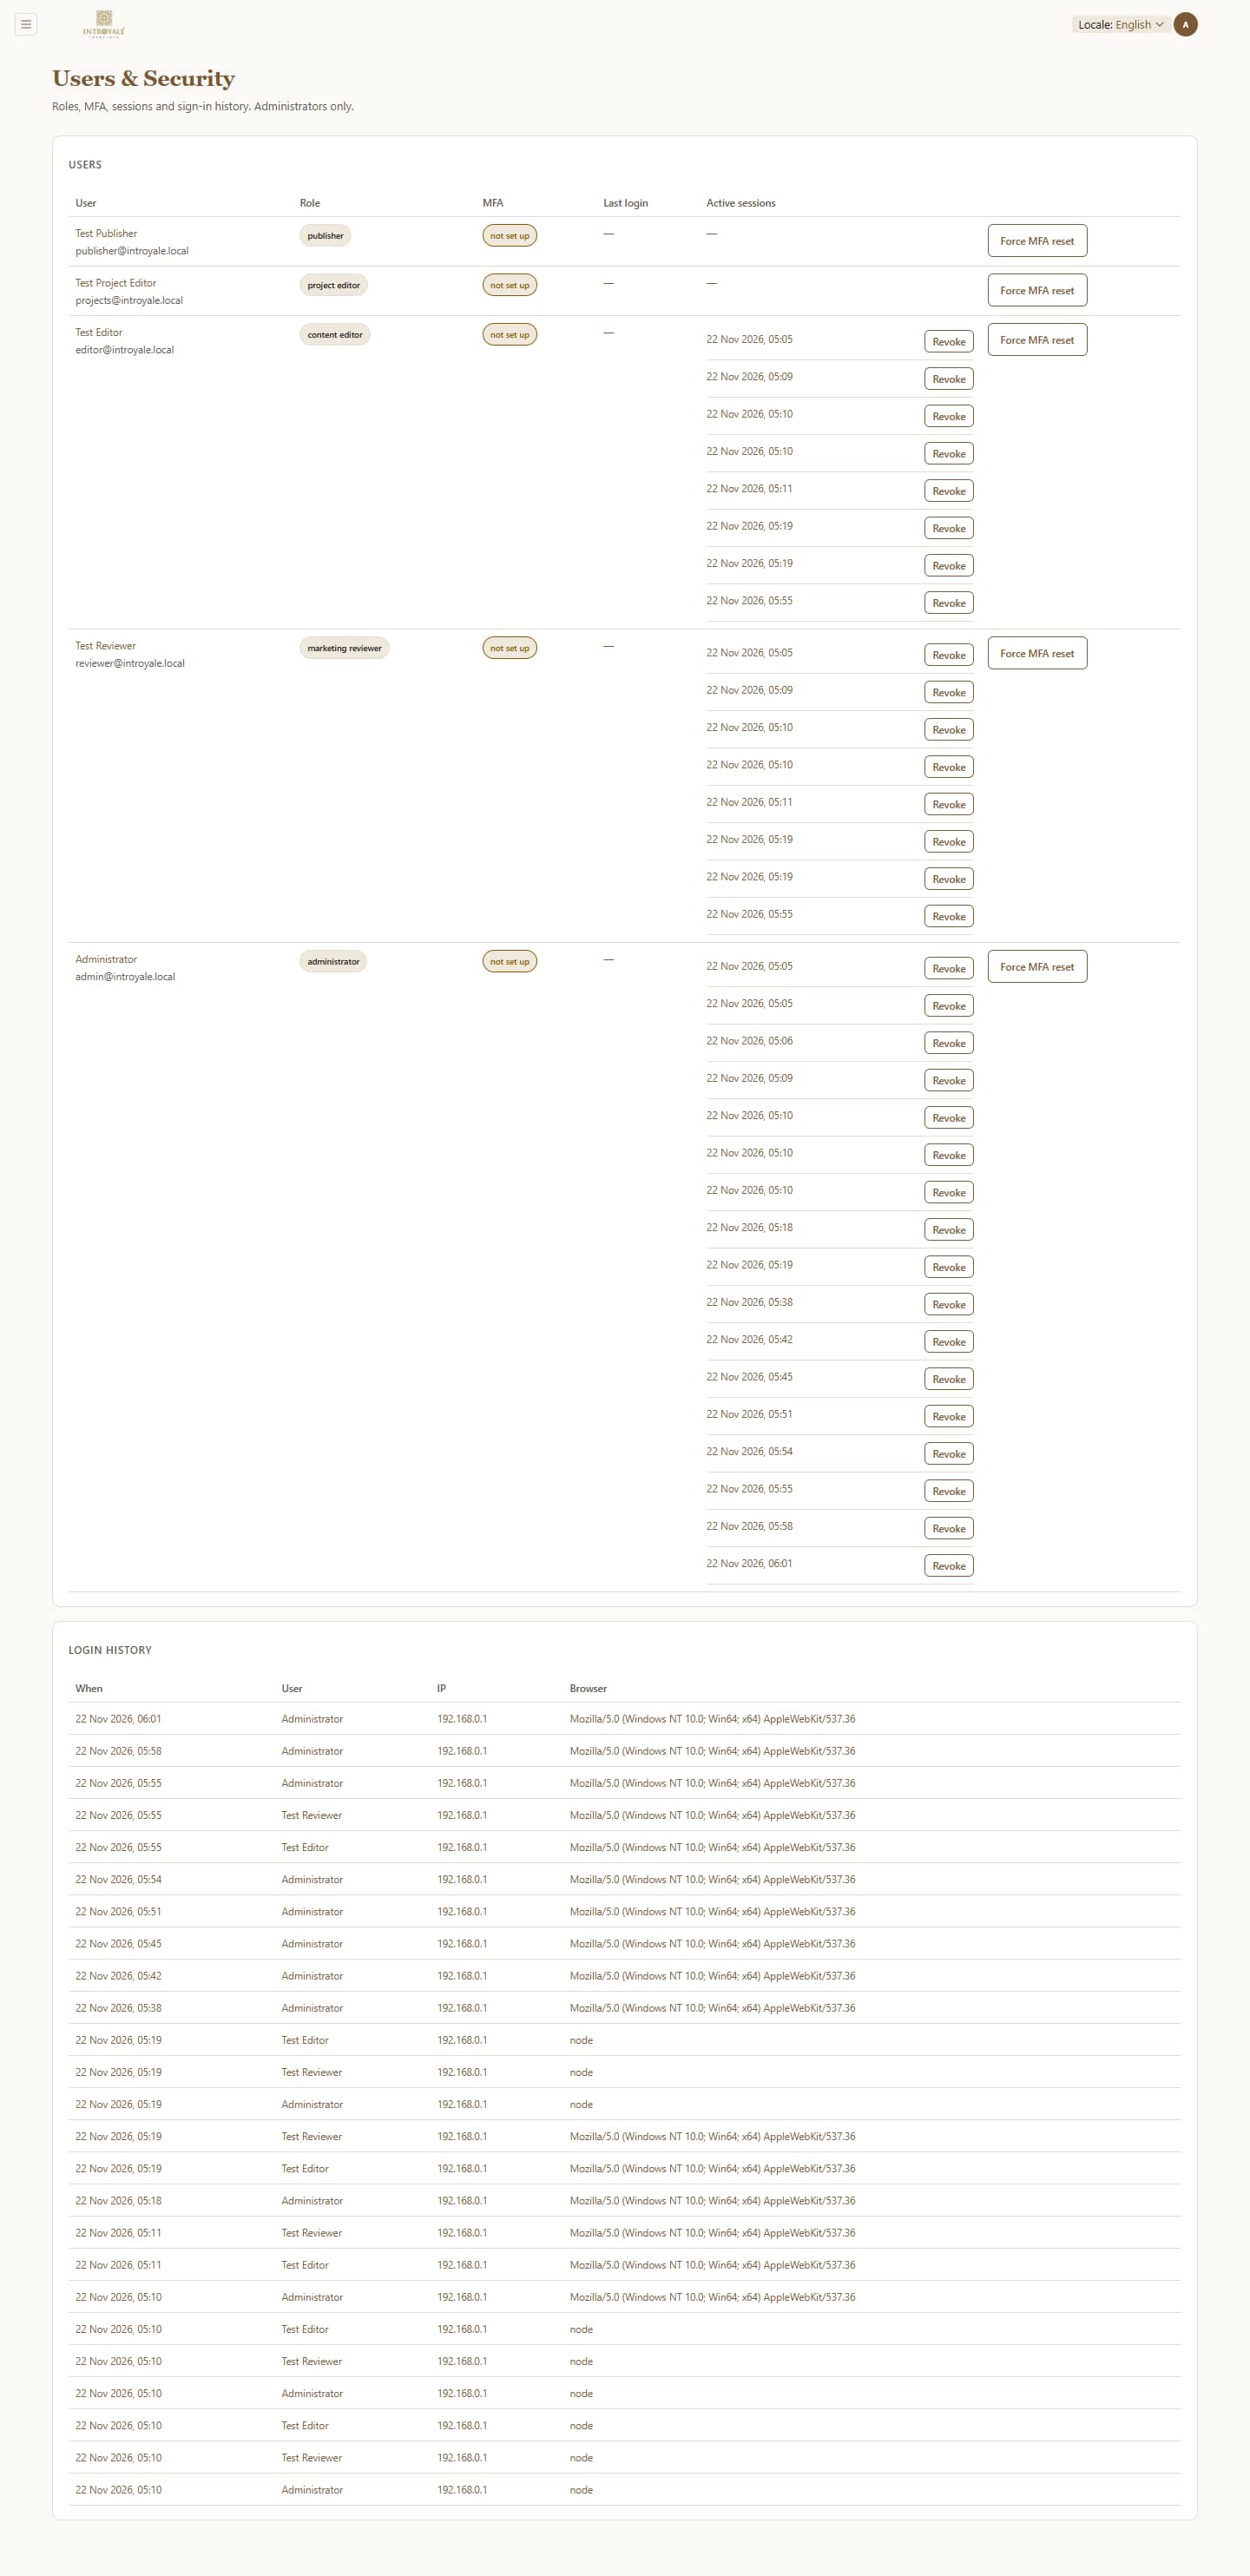 INTROYALE
Locale: English
A
Users & Security
Roles, MFA, sessions and sign-in history. Administrators only.
USERS
User Role MFA Last login Active sessions
Test Publisher publisher not set up — — Force MFA reset
publisher@introyale.local
Test Project Editor project editor not set up — — Force MFA reset
projects@introyale.local
Test Editor content editor not set up — 22 Nov 2026, 05:05 Revoke Force MFA reset
editor@introyale.local
22 Nov 2026, 05:09 Revoke
22 Nov 2026, 05:10 Revoke
22 Nov 2026, 05:10 Revoke
22 Nov 2026, 05:11 Revoke
22 Nov 2026, 05:19 Revoke
22 Nov 2026, 05:19 Revoke
22 Nov 2026, 05:55 Revoke
Test Reviewer marketing reviewer not set up — 22 Nov 2026, 05:05 Revoke Force MFA reset
reviewer@introyale.local
22 Nov 2026, 05:09 Revoke
22 Nov 2026, 05:10 Revoke
22 Nov 2026, 05:10 Revoke
22 Nov 2026, 05:11 Revoke
22 Nov 2026, 05:19 Revoke
22 Nov 2026, 05:19 Revoke
22 Nov 2026, 05:55 Revoke
Administrator administrator not set up — 22 Nov 2026, 05:05 Revoke Force MFA reset
admin@introyale.local
22 Nov 2026, 05:05 Revoke
22 Nov 2026, 05:06 Revoke
22 Nov 2026, 05:09 Revoke
22 Nov 2026, 05:10 Revoke
22 Nov 2026, 05:10 Revoke
22 Nov 2026, 05:10 Revoke
22 Nov 2026, 05:18 Revoke
22 Nov 2026, 05:19 Revoke
22 Nov 2026, 05:38 Revoke
22 Nov 2026, 05:42 Revoke
22 Nov 2026, 05:45 Revoke
22 Nov 2026, 05:51 Revoke
22 Nov 2026, 05:54 Revoke
22 Nov 2026, 05:55 Revoke
22 Nov 2026, 05:58 Revoke
22 Nov 2026, 06:01 Revoke
LOGIN HISTORY
When User IP Browser
22 Nov 2026, 06:01 Administrator 192.168.0.1 Mozilla/5.0 (Windows NT 10.0; Win64; x64) AppleWebKit/537.36
22 Nov 2026, 05:58 Administrator 192.168.0.1 Mozilla/5.0 (Windows NT 10.0; Win64; x64) AppleWebKit/537.36
22 Nov 2026, 05:55 Administrator 192.168.0.1 Mozilla/5.0 (Windows NT 10.0; Win64; x64) AppleWebKit/537.36
22 Nov 2026, 05:55 Test Reviewer 192.168.0.1 Mozilla/5.0 (Windows NT 10.0; Win64; x64) AppleWebKit/537.36
22 Nov 2026, 05:55 Test Editor 192.168.0.1 Mozilla/5.0 (Windows NT 10.0; Win64; x64) AppleWebKit/537.36
22 Nov 2026, 05:54 Administrator 192.168.0.1 Mozilla/5.0 (Windows NT 10.0; Win64; x64) AppleWebKit/537.36
22 Nov 2026, 05:51 Administrator 192.168.0.1 Mozilla/5.0 (Windows NT 10.0; Win64; x64) AppleWebKit/537.36
22 Nov 2026, 05:45 Administrator 192.168.0.1 Mozilla/5.0 (Windows NT 10.0; Win64; x64) AppleWebKit/537.36
22 Nov 2026, 05:42 Administrator 192.168.0.1 Mozilla/5.0 (Windows NT 10.0; Win64; x64) AppleWebKit/537.36
22 Nov 2026, 05:38 Administrator 192.168.0.1 Mozilla/5.0 (Windows NT 10.0; Win64; x64) AppleWebKit/537.36
22 Nov 2026, 05:19 Test Editor 192.168.0.1 node
22 Nov 2026, 05:19 Test Reviewer 192.168.0.1 node
22 Nov 2026, 05:19 Administrator 192.168.0.1 node
22 Nov 2026, 05:19 Test Reviewer 192.168.0.1 Mozilla/5.0 (Windows NT 10.0; Win64; x64) AppleWebKit/537.36
22 Nov 2026, 05:19 Test Editor 192.168.0.1 Mozilla/5.0 (Windows NT 10.0; Win64; x64) AppleWebKit/537.36
22 Nov 2026, 05:18 Administrator 192.168.0.1 Mozilla/5.0 (Windows NT 10.0; Win64; x64) AppleWebKit/537.36
22 Nov 2026, 05:11 Test Reviewer 192.168.0.1 Mozilla/5.0 (Windows NT 10.0; Win64; x64) AppleWebKit/537.36
22 Nov 2026, 05:11 Test Editor 192.168.0.1 Mozilla/5.0 (Windows NT 10.0; Win64; x64) AppleWebKit/537.36
22 Nov 2026, 05:10 Administrator 192.168.0.1 Mozilla/5.0 (Windows NT 10.0; Win64; x64) AppleWebKit/537.36
22 Nov 2026, 05:10 Test Editor 192.168.0.1 node
22 Nov 2026, 05:10 Test Reviewer 192.168.0.1 node
22 Nov 2026, 05:10 Administrator 192.168.0.1 node
22 Nov 2026, 05:10 Test Editor 192.168.0.1 node
22 Nov 2026, 05:10 Test Reviewer 192.168.0.1 node
22 Nov 2026, 05:10 Administrator 192.168.0.1 node